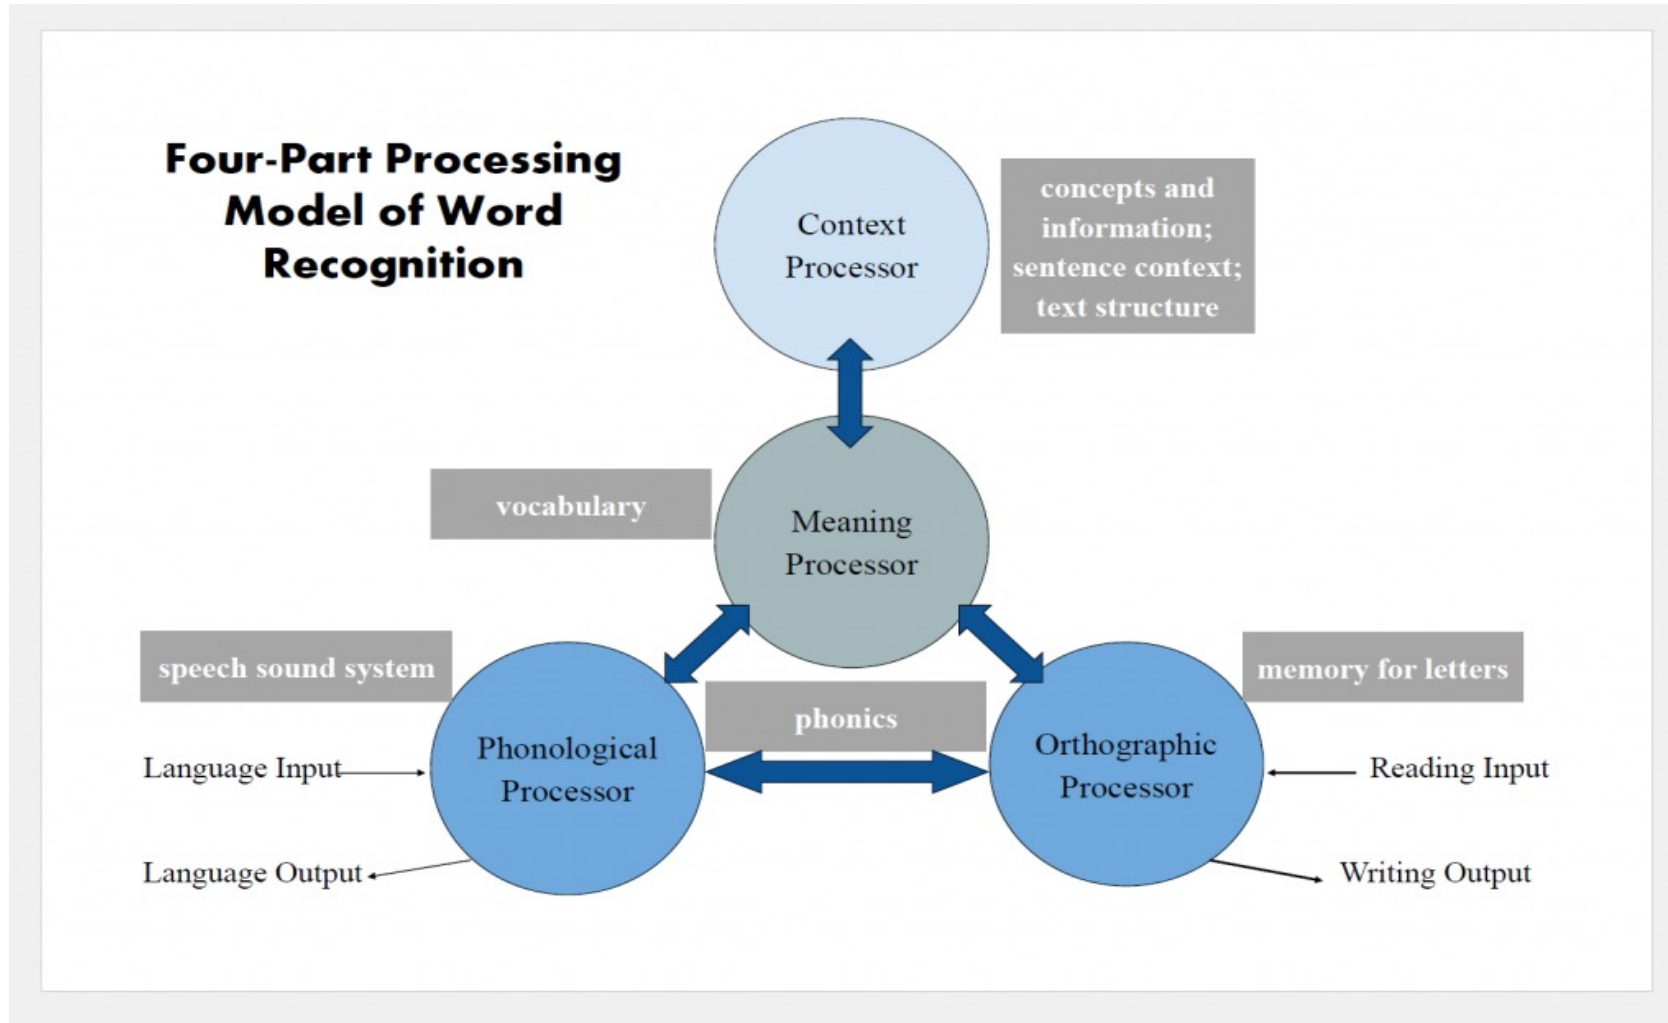 Four-Part Processing
Model of Word
Recognition
Context
Processor
concepts and
information;
sentence context;
text structure
vocabulary
Meaning
Processor
speech sound system
memory for letters
phonics
Phonological
Processor
Orthographic
Processor
Language Input
Reading Input
Language Output
Writing Output